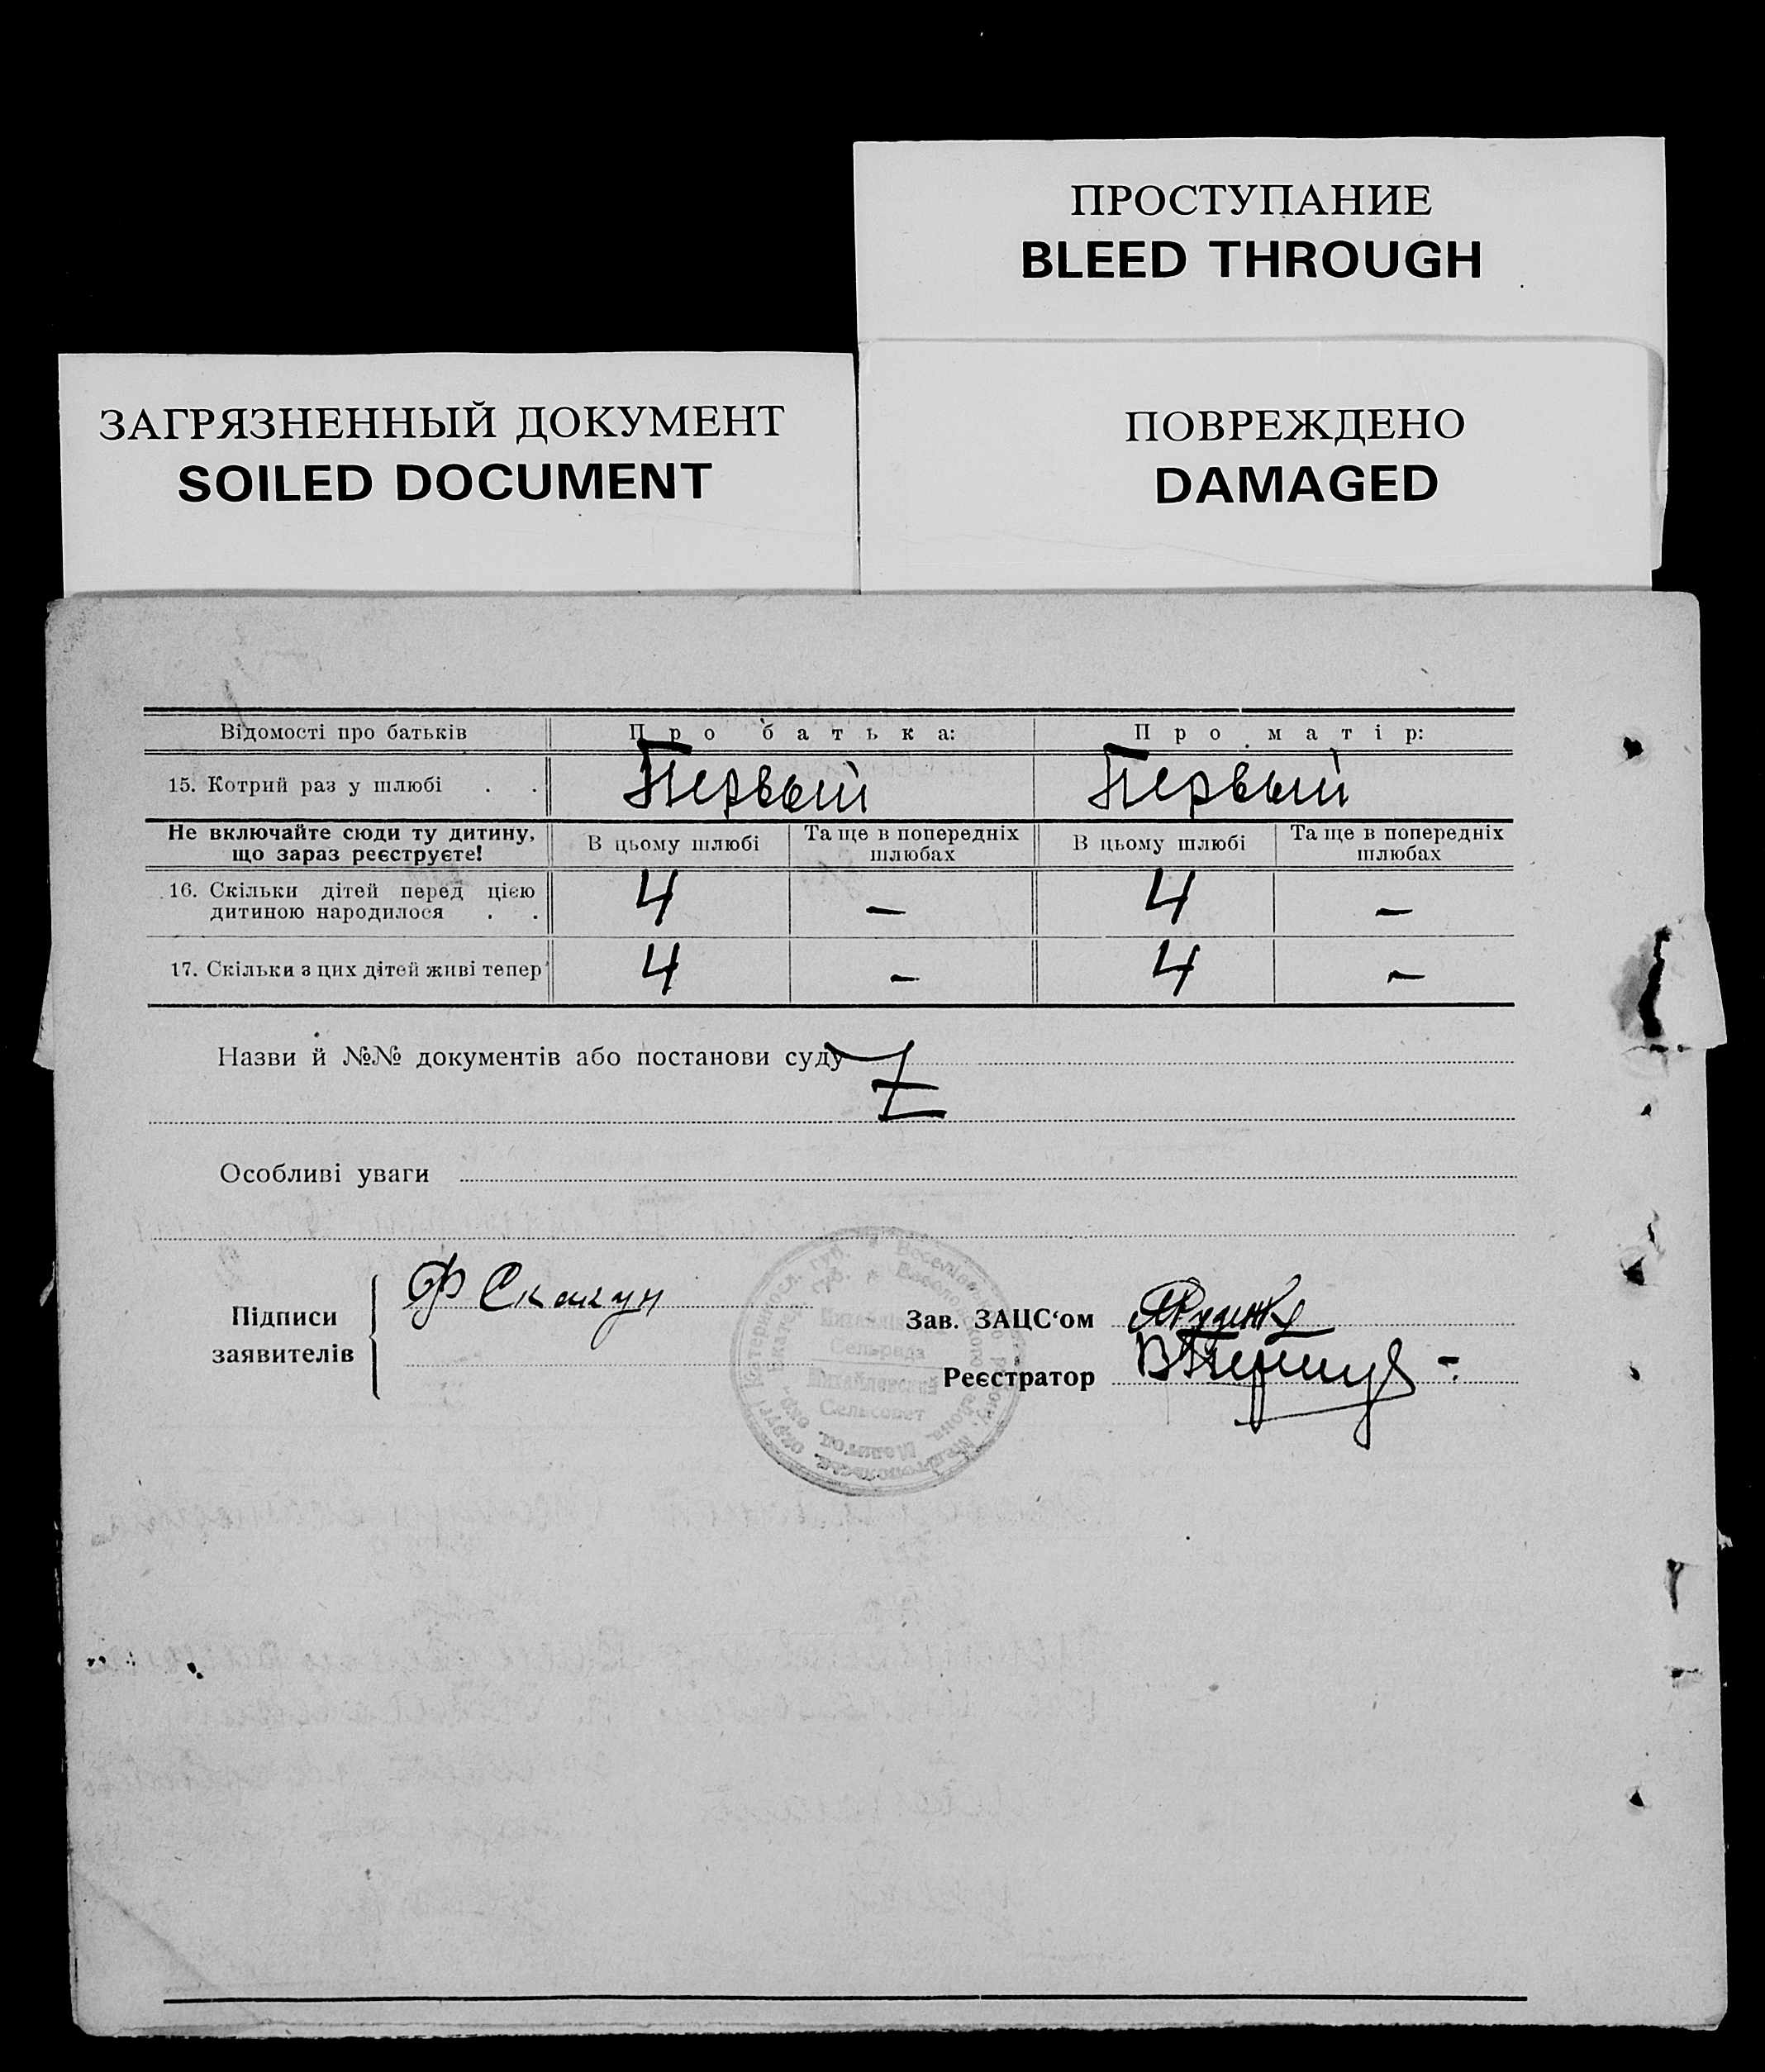 ПРОСТУПАНИЕ
BLEED THROUGH
ЗАГРЯЗНЕННЫЙ ДОКУМЕНТ
SOILED DOCUMENT
ПОВРЕЖДЕНО
DAMAGED
Відомості про батьків Про батька: Про матір:
15. Котрий раз у шлюбі . . Первый Первый
Не включайте сюди ту дитину, що зараз реєструєте! В цьому шлюбі Та ще в попередніх шлюбах В цьому шлюбі Та ще в попередніх шлюбах
16. Скільки дітей перед цією дитиною народилося . . 4 – 4 –
17. Скільки з цих дітей живі тепер 4 – 4 –
Назви й №№ документів або постанови суду Z
Особливі уваги
Підписи заявителів Ф Скакун
Зав. ЗАЦС‘ом
Реєстратор
Сельрада
Михайлевский
Сельсовет